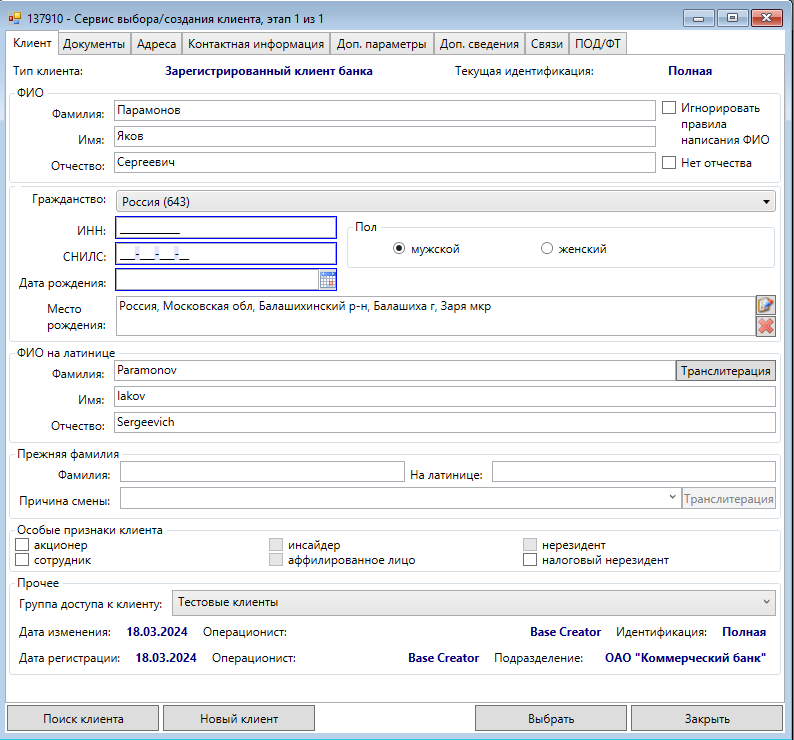 137910 - Сервис выбора/создания клиента, этап 1 из 1
Клиент Документы Адреса Контактная информация Доп. параметры Доп. сведения Связи ПОД/ФТ
Тип клиента: Зарегистрированный клиент банка Текущая идентификация: Полная
ФИО
Фамилия: Парамонов Игнорировать правила написания ФИО
Имя: Яков
Отчество: Сергеевич Нет отчества
Гражданство: Россия (643)
ИНН: ____________ Пол
мужской женский
СНИЛС: ___-___-___-__
Дата рождения:
Место рождения: Россия, Московская обл, Балашихинский р-н, Балашиха г, Заря мкр
ФИО на латинице
Фамилия: Paramonov Транслитерация
Имя: Iakov
Отчество: Sergeevich
Прежняя фамилия
Фамилия: На латинице:
Причина смены: Транслитерация
Особые признаки клиента
акционер инсайдер нерезидент
сотрудник аффилированное лицо налоговый нерезидент
Прочее
Группа доступа к клиенту: Тестовые клиенты
Дата изменения: 18.03.2024 Операционист: Base Creator Идентификация: Полная
Дата регистрации: 18.03.2024 Операционист: Base Creator Подразделение: ОАО "Коммерческий банк"
Поиск клиента Новый клиент Выбрать Закрыть